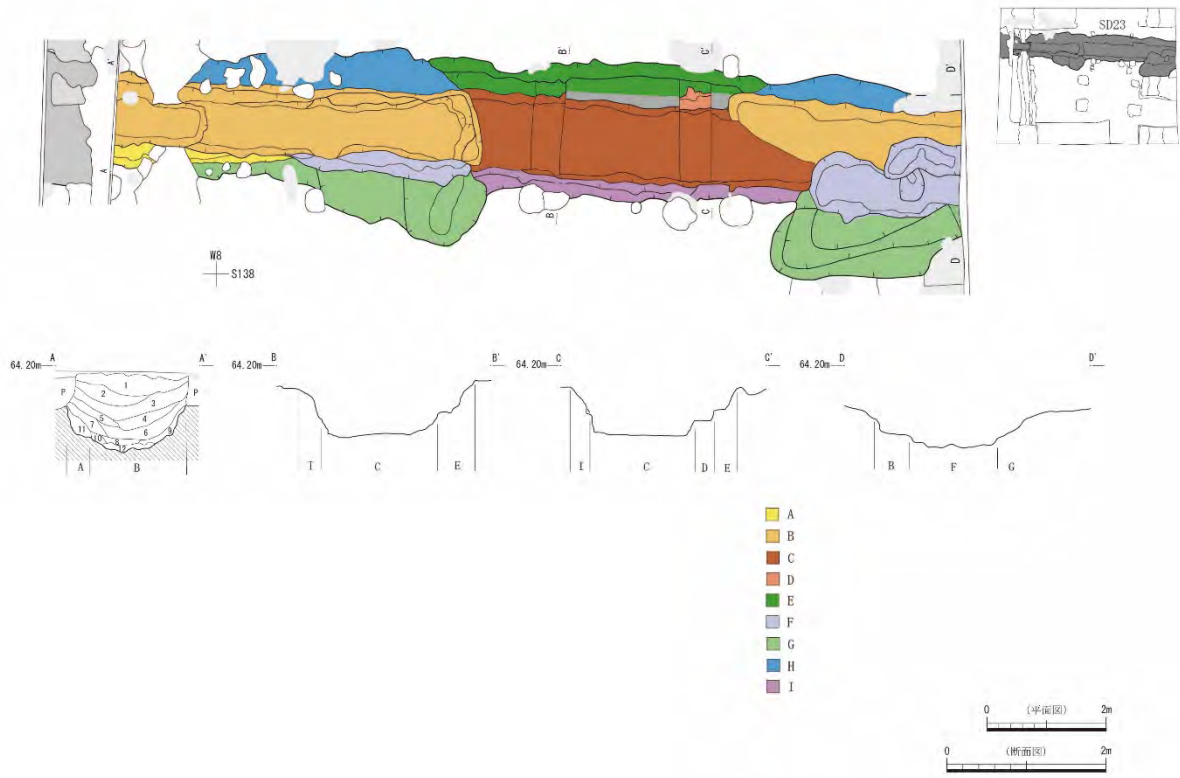 SD23
A'
A
B'
B
C'
C
D'
D
W8
S138
64.20m A A'
64.20m B B'
64.20m C C'
64.20m D D'
1
2
3
4
5
6
7
8
9
10
11
12
P P
A B
I C E
I C D E
B F G
A
B
C
D
E
F
G
H
I
0 (平面図) 2m
0 (断面図) 2m